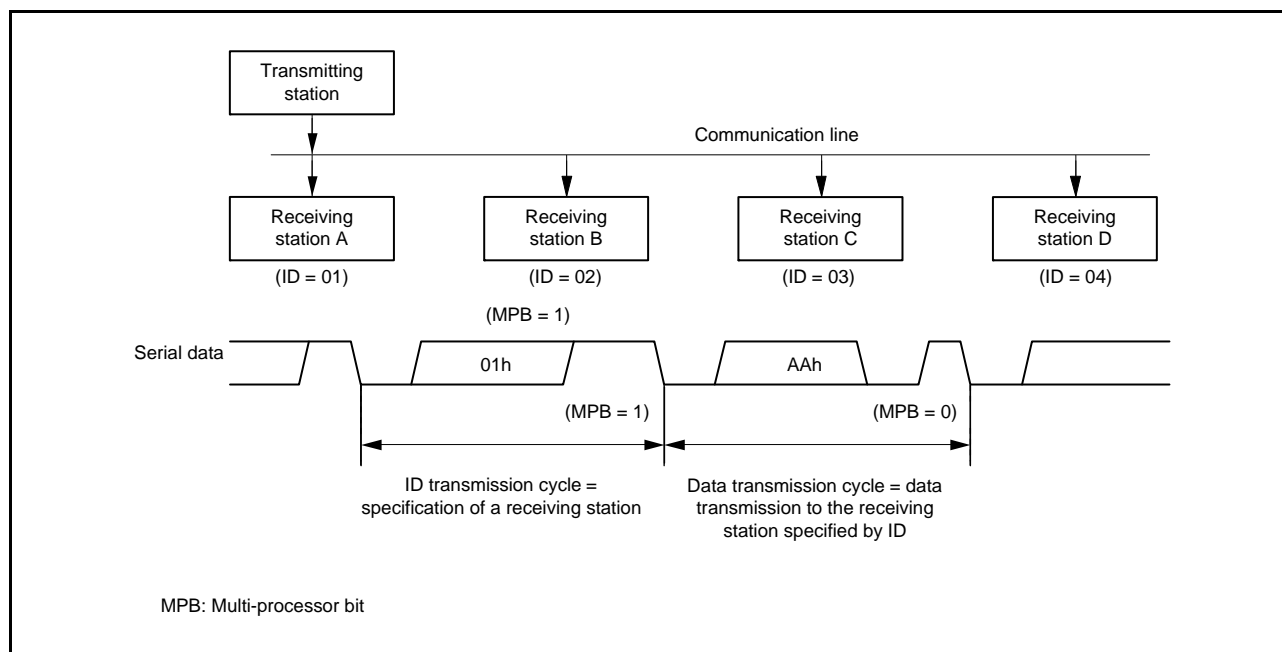 Transmitting
station
Communication line
Receiving
station A
Receiving
station B
Receiving
station C
Receiving
station D
(ID = 01)
(ID = 02)
(ID = 03)
(ID = 04)
(MPB = 1)
Serial data
01h
AAh
(MPB = 1)
(MPB = 0)
ID transmission cycle =
specification of a receiving station
Data transmission cycle = data
transmission to the receiving
station specified by ID
MPB: Multi-processor bit